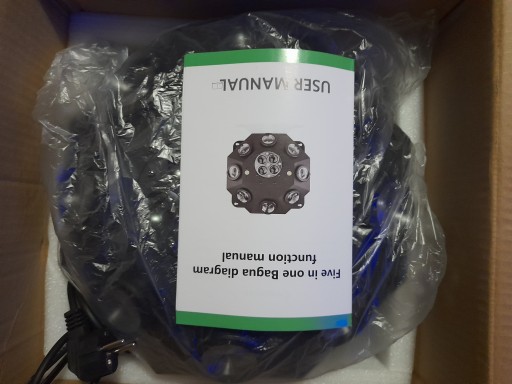 USER MANUAL
Five in one Bagua diagram
function manual